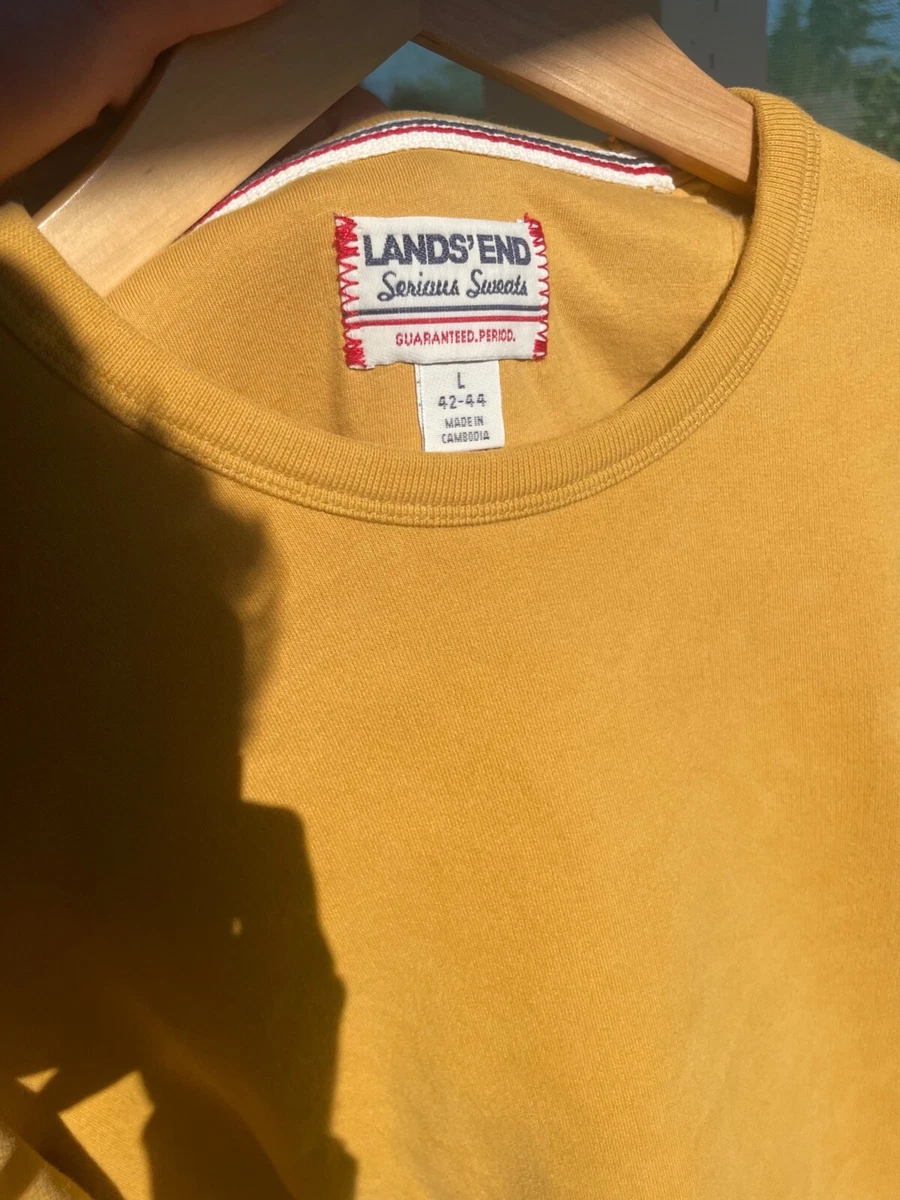 LANDS' END
Serious Sweats
GUARANTEED. PERIOD.
L
42-44
MADE IN
CAMBODIA